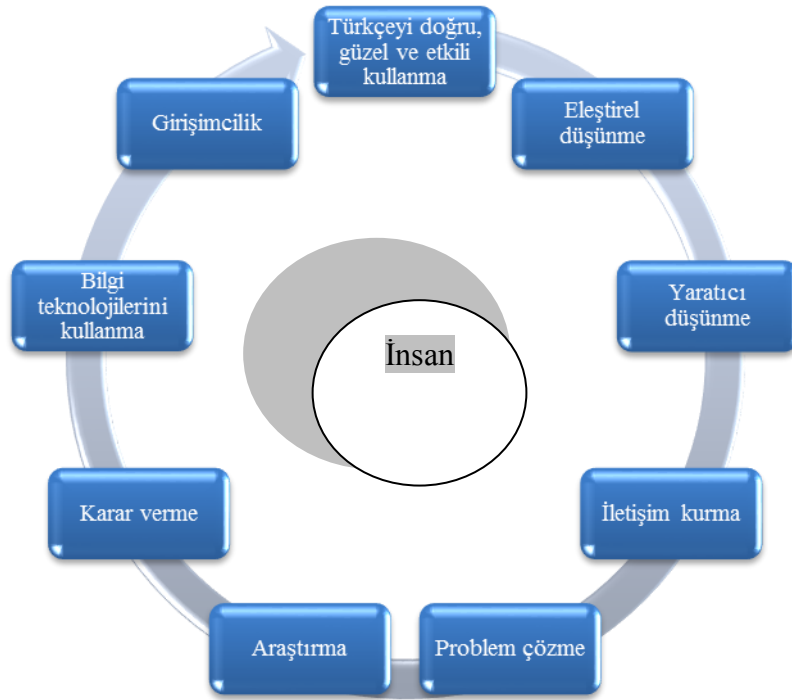 Türkçeyi doğru,
güzel ve etkili
kullanma
Eleştirel
düşünme
Yaratıcı
düşünme
İletişim kurma
Problem çözme
Araştırma
Karar verme
Bilgi
teknolojilerini
kullanma
Girişimcilik
İnsan